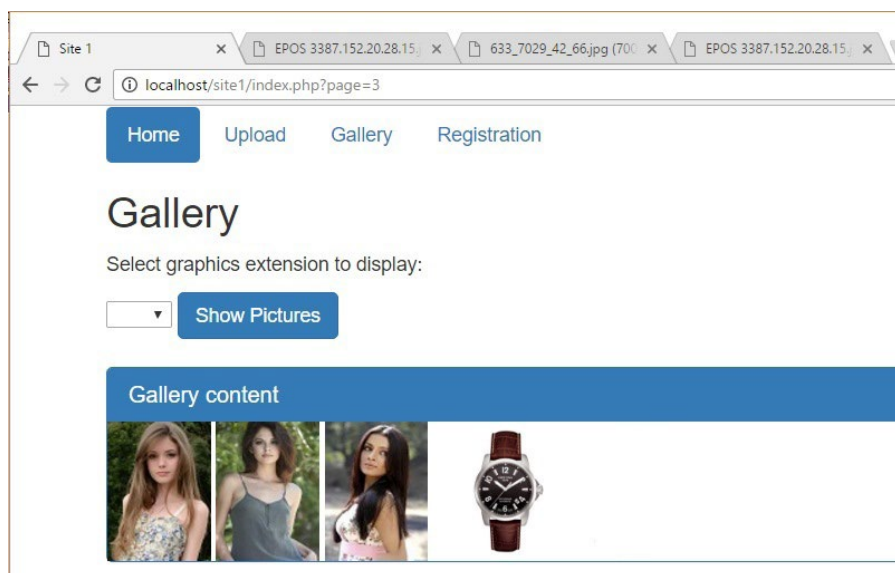 Site 1
EPOS 3387.152.20.28.15.
633_7029_42_66.jpg (700
EPOS 3387.152.20.28.15.
localhost/site1/index.php?page=3
Home Upload Gallery Registration
Gallery
Select graphics extension to display:
Show Pictures
Gallery content